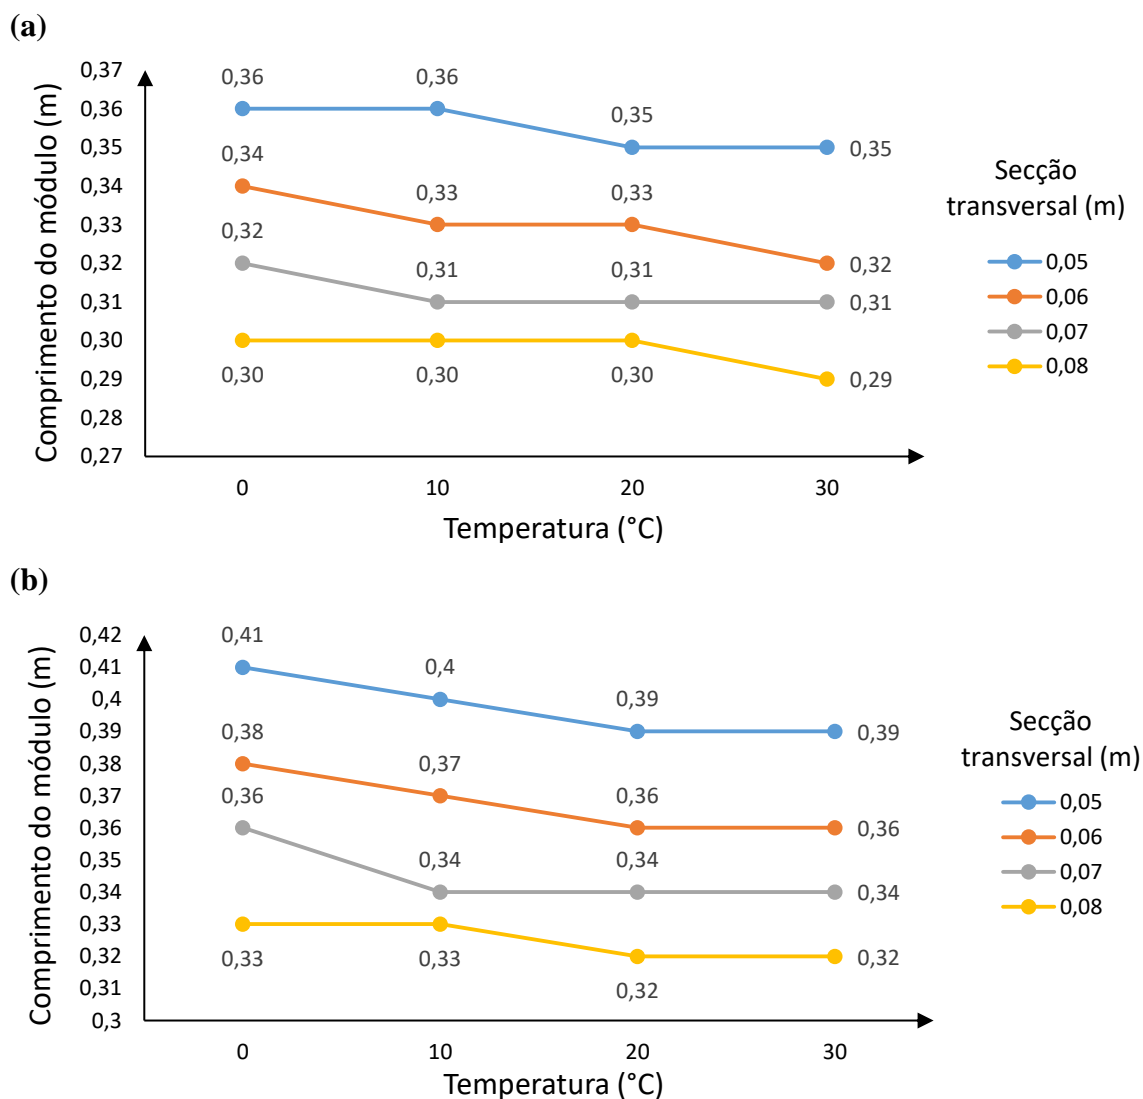 (a)
0,37
0,36
0,35
0,34
0,33
0,32
0,31
0,30
0,29
0,28
0,27
Comprimento do módulo (m)
0,36 0,36 0,35 0,35
0,34 0,33 0,33 0,32
0,32 0,31 0,31 0,31
0,30 0,30 0,30 0,29
0 10 20 30
Temperatura (°C)
Secção
transversal (m)
0,05
0,06
0,07
0,08
(b)
0,42
0,41
0,4
0,39
0,38
0,37
0,36
0,35
0,34
0,33
0,32
0,31
0,3
Comprimento do módulo (m)
0,41 0,4 0,39 0,39
0,38 0,37 0,36 0,36
0,36 0,34 0,34 0,34
0,33 0,33 0,32 0,32
0 10 20 30
Temperatura (°C)
Secção
transversal (m)
0,05
0,06
0,07
0,08